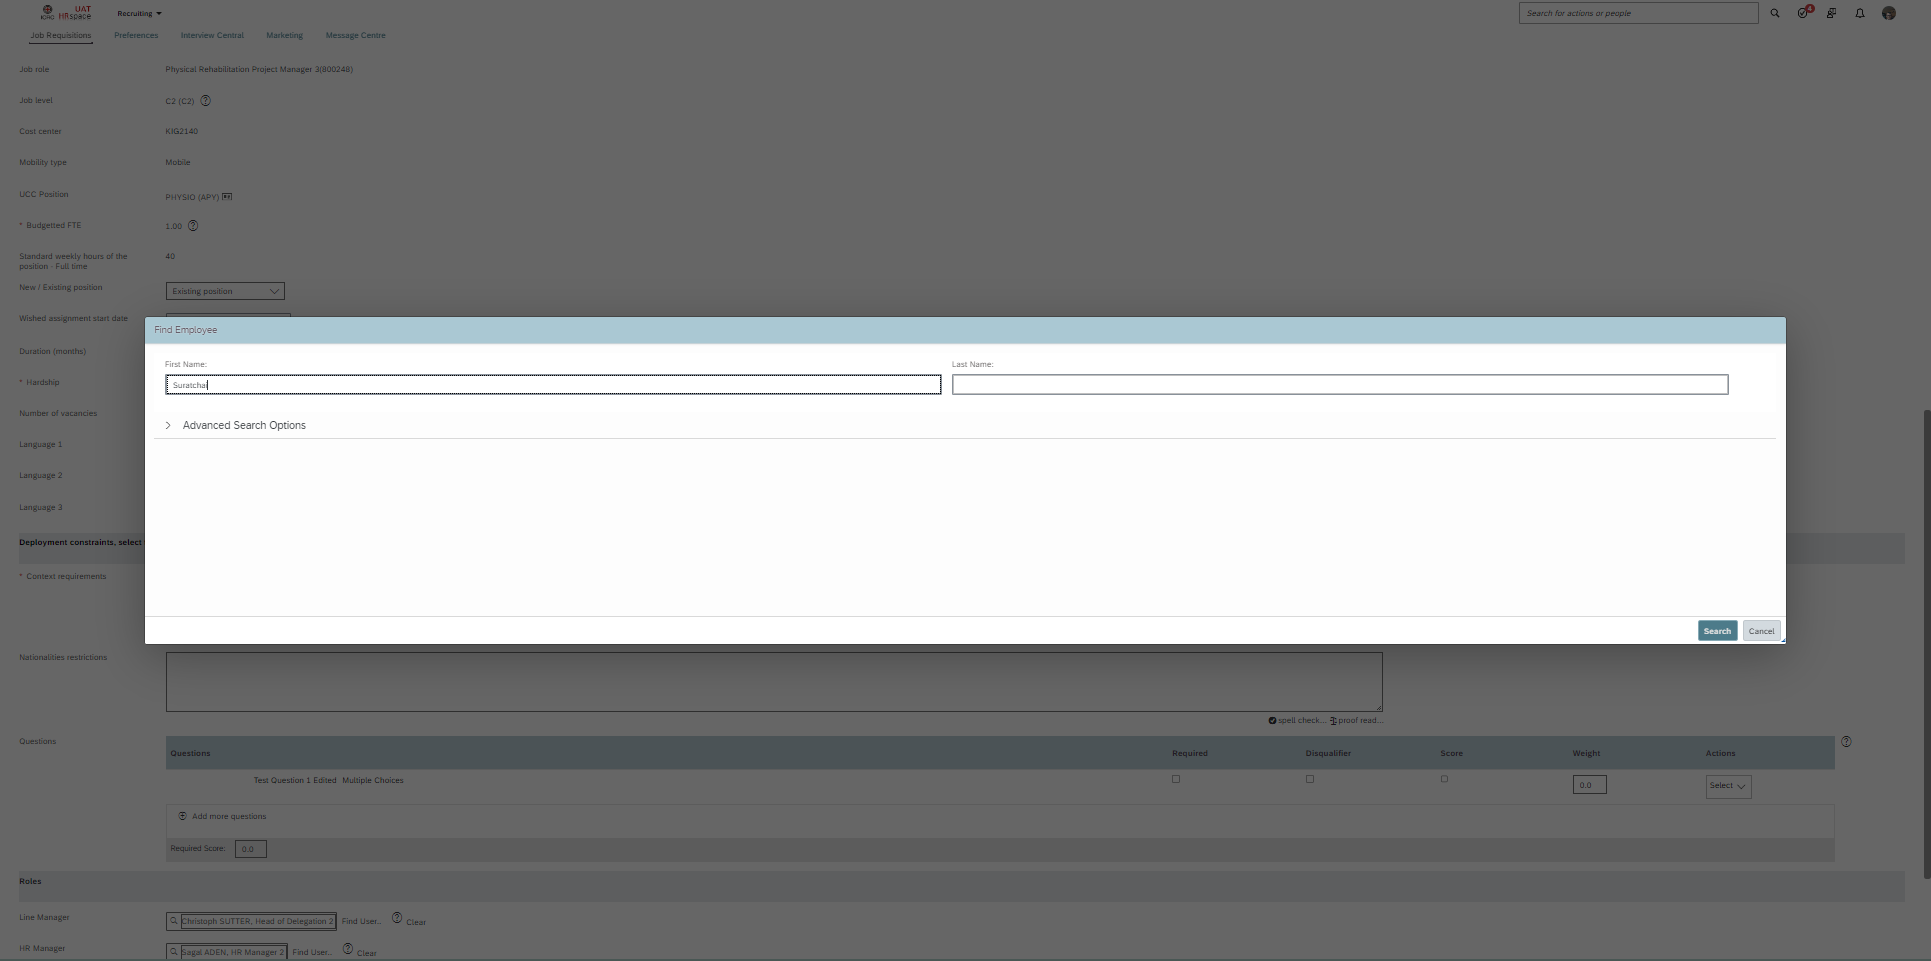 ICRC
UAT
HRspace
Recruiting
Search for actions or people
4
Job Requisitions
Preferences
Interview Central
Marketing
Message Centre
Job role
Physical Rehabilitation Project Manager 3(800248)
Job level
C2 (C2)
Cost center
KIG2140
Mobility type
Mobile
UCC Position
PHYSIO (APY)
* Budgetted FTE
1.00
Standard weekly hours of the
position - Full time
40
New / Existing position
Existing position
Wished assignment start date
Find Employee
First Name:
Last Name:
Suratchai
Duration (months)
* Hardship
Number of vacancies
Advanced Search Options
Language 1
Language 2
Language 3
Deployment constraints, select
* Context requirements
Search
Cancel
Nationalities restrictions
spell check... proof read...
Questions
Questions
Required
Disqualifier
Score
Weight
Actions
Test Question 1 Edited Multiple Choices
0.0
Select
Add more questions
Required Score:
0.0
Roles
Line Manager
Christoph SUTTER, Head of Delegation 2
Find User...
Clear
HR Manager
Sagal ADEN, HR Manager 2
Find User...
Clear